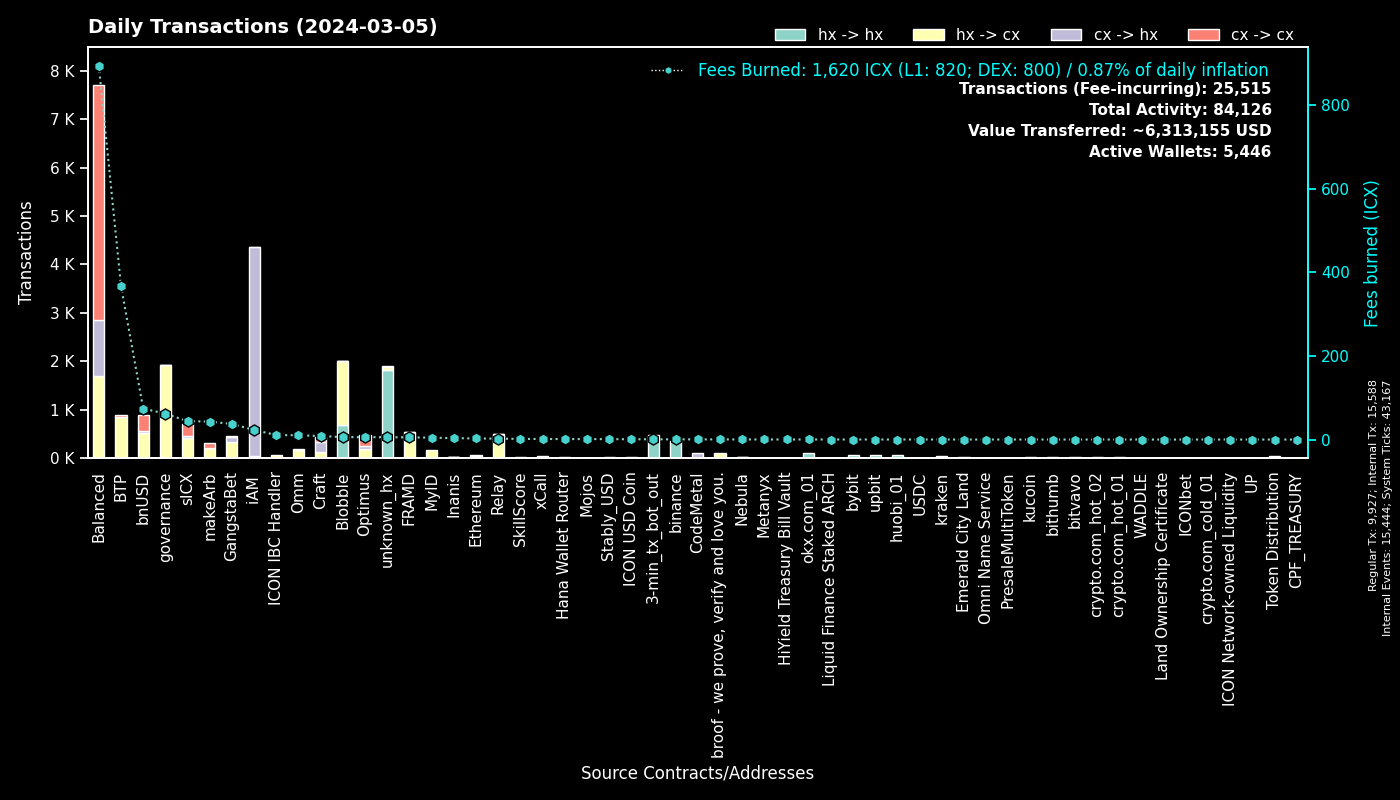 Daily Transactions (2024-03-05)
hx -> hx
hx -> cx
cx -> hx
cx -> cx
Fees Burned: 1,620 ICX (L1: 820; DEX: 800) / 0.87% of daily inflation
Transactions (Fee-incurring): 25,515
Total Activity: 84,126
Value Transferred: ~6,313,155 USD
Active Wallets: 5,446
Transactions
8 K
7 K
6 K
5 K
4 K
3 K
2 K
1 K
0 K
800
600
400
200
0
Fees burned (ICX)
Regular Tx: 9,927; Internal Tx: 15,588
Internal Events: 15,444; System Ticks: 43,167
Balanced
BTP
bnUSD
governance
sICX
makeArb
GangstaBet
iAM
ICON IBC Handler
Omm
Craft
Blobble
Optimus
unknown_hx
FRAMD
MyID
Inanis
Ethereum
Relay
SkillScore
xCall
Hana Wallet Router
Mojos
Stably_USD
ICON USD Coin
3-min_tx_bot_out
binance
CodeMetal
broof - we prove, verify and love you.
Nebula
Metanyx
HiYield Treasury Bill Vault
okx.com_01
Liquid Finance Staked ARCH
bybit
upbit
huobi_01
USDC
kraken
Emerald City Land
Omni Name Service
PresaleMultiToken
kucoin
bithumb
bitvavo
crypto.com_hot_02
crypto.com_hot_01
WADDLE
Land Ownership Certificate
ICONbet
crypto.com_cold_01
ICON Network-owned Liquidity
UP
Token Distribution
CPF_TREASURY
Source Contracts/Addresses